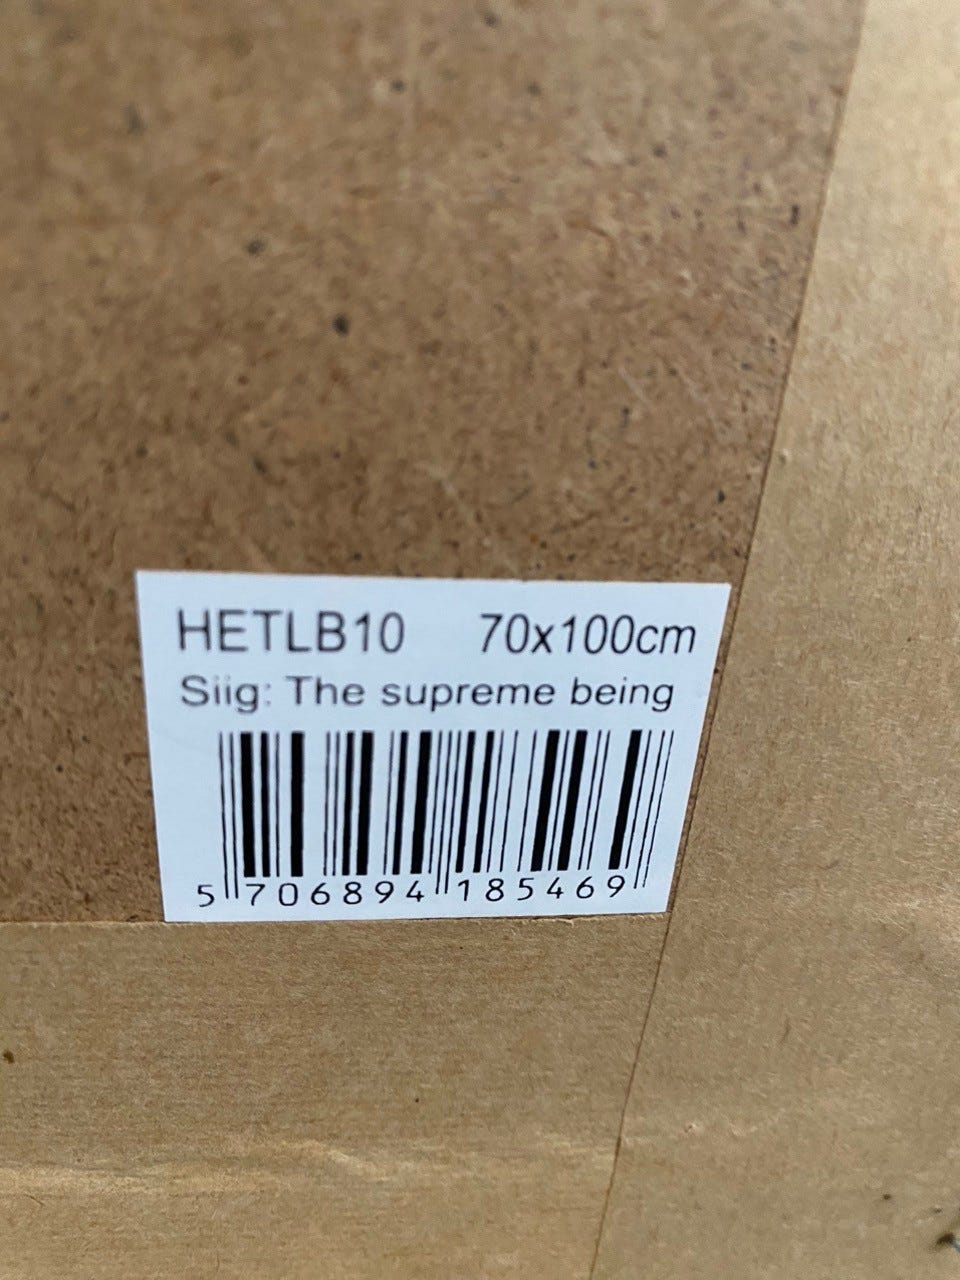 HETLB10 70x100cm
Siig: The supreme being
5 706894 185469